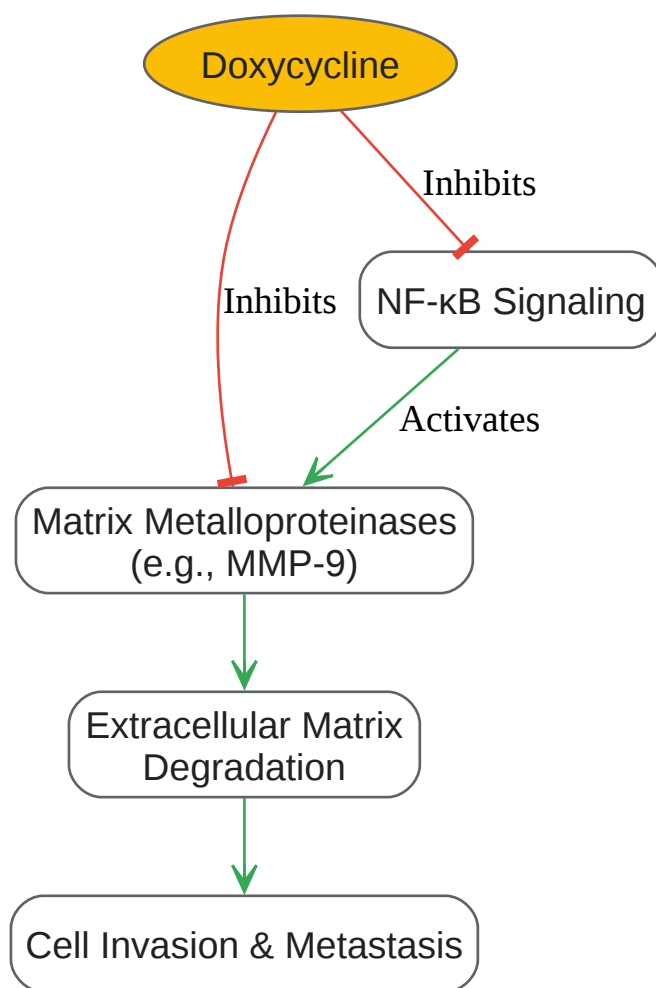 Doxycycline
Inhibits
NF-κB Signaling
Inhibits
Activates
Matrix Metalloproteinases
(e.g., MMP-9)
Extracellular Matrix
Degradation
Cell Invasion & Metastasis